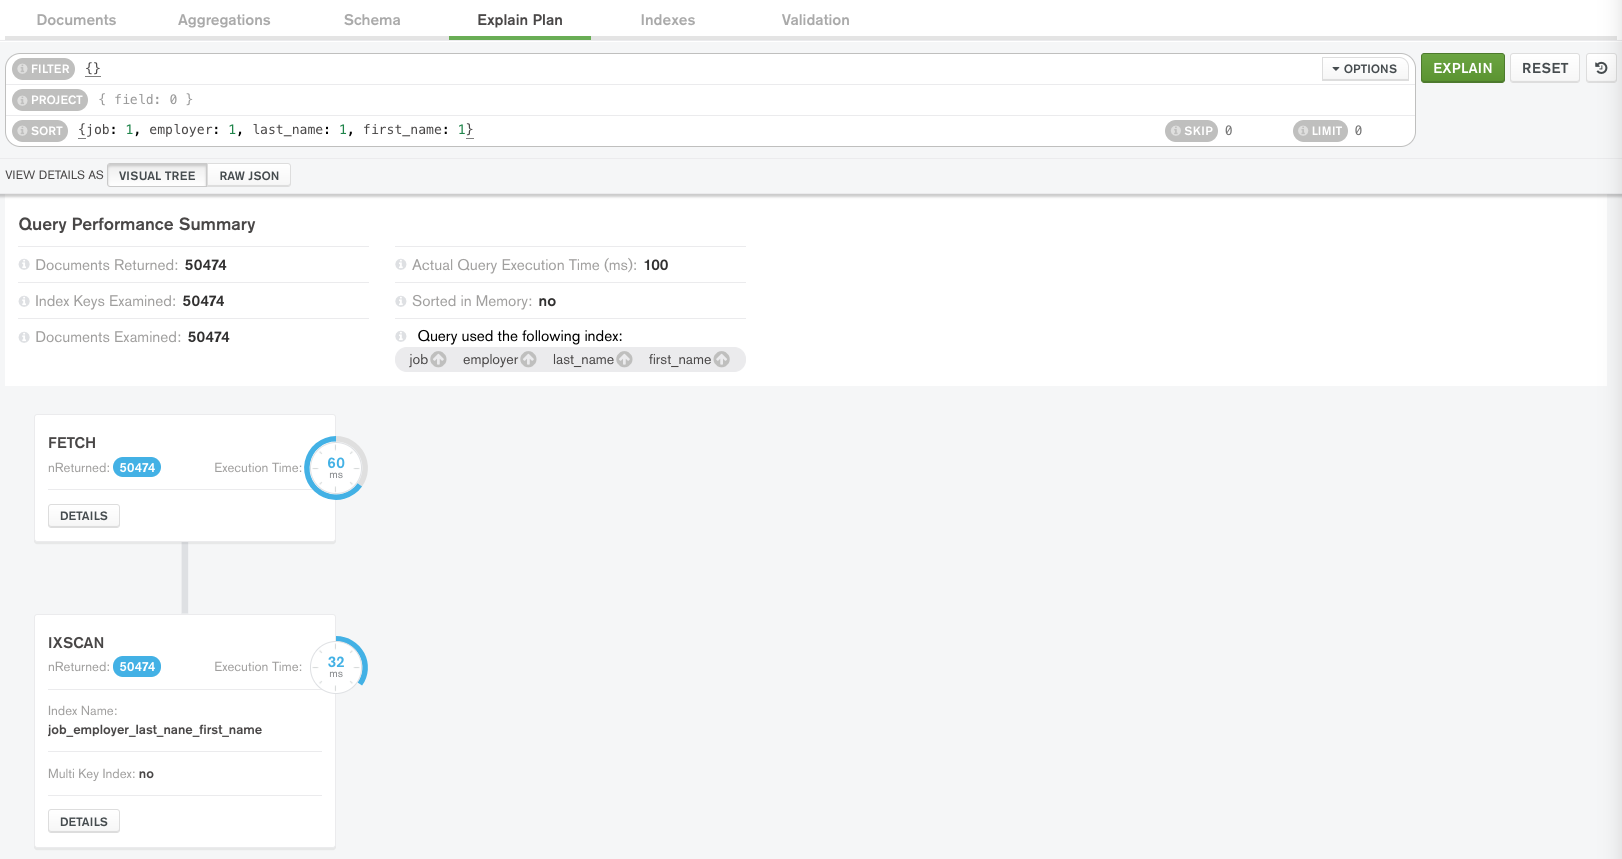 Documents Aggregations Schema Explain Plan Indexes Validation
FILTER {} OPTIONS EXPLAIN RESET
PROJECT { field: 0 }
SORT {job: 1, employer: 1, last_name: 1, first_name: 1} SKIP 0 LIMIT 0
VIEW DETAILS AS VISUAL TREE RAW JSON
Query Performance Summary
Documents Returned: 50474
Index Keys Examined: 50474
Documents Examined: 50474
Actual Query Execution Time (ms): 100
Sorted in Memory: no
Query used the following index:
job employer last_name first_name
FETCH
nReturned: 50474 Execution Time: 60 ms
DETAILS
IXSCAN
nReturned: 50474 Execution Time: 32 ms
Index Name:
job_employer_last_nane_first_name
Multi Key Index: no
DETAILS